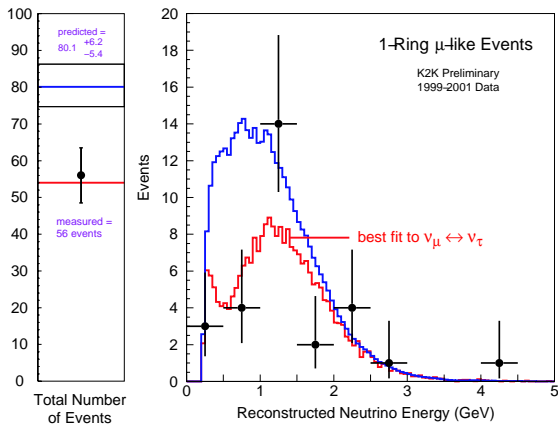 100
90
80
70
60
50
40
30
20
10
0
predicted =
80.1 +6.2
−5.4
measured =
56 events
Total Number
of Events
20
18
16
14
12
10
8
6
4
2
0
Events
1-Ring μ-like Events
K2K Preliminary
1999-2001 Data
best fit to νμ ↔ ντ
0 1 2 3 4 5
Reconstructed Neutrino Energy (GeV)